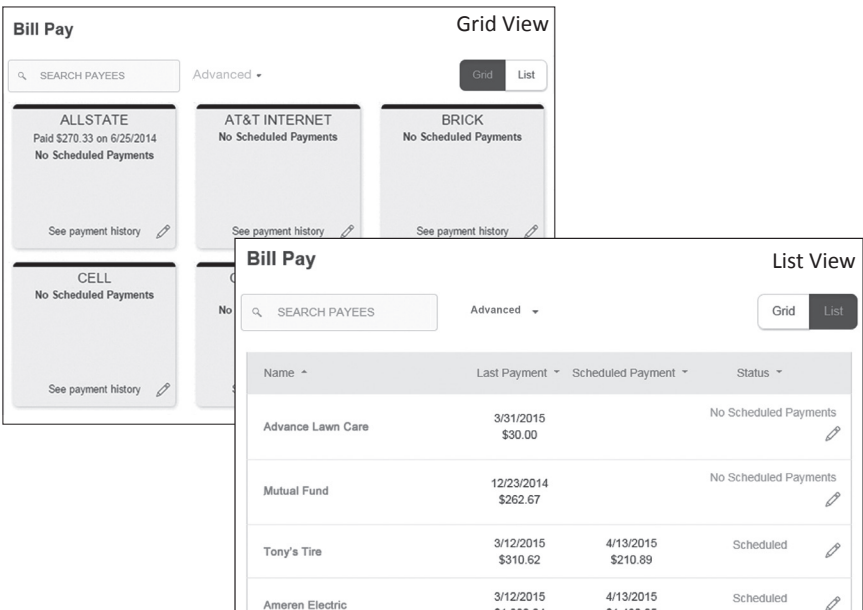 Bill Pay
Grid View
SEARCH PAYEES
Advanced
Grid
List
ALLSTATE
Paid $270.33 on 6/25/2014
No Scheduled Payments
See payment history
AT&T INTERNET
No Scheduled Payments
See payment history
BRICK
No Scheduled Payments
See payment history
CELL
No Scheduled Payments
See payment history
No
Bill Pay
List View
SEARCH PAYEES
Advanced
Grid
List
Name
Last Payment
Scheduled Payment
Status
Advance Lawn Care
3/31/2015
$30.00
No Scheduled Payments
Mutual Fund
12/23/2014
$262.67
No Scheduled Payments
Tony's Tire
3/12/2015
$310.62
4/13/2015
$210.89
Scheduled
Ameren Electric
3/12/2015
4/13/2015
Scheduled